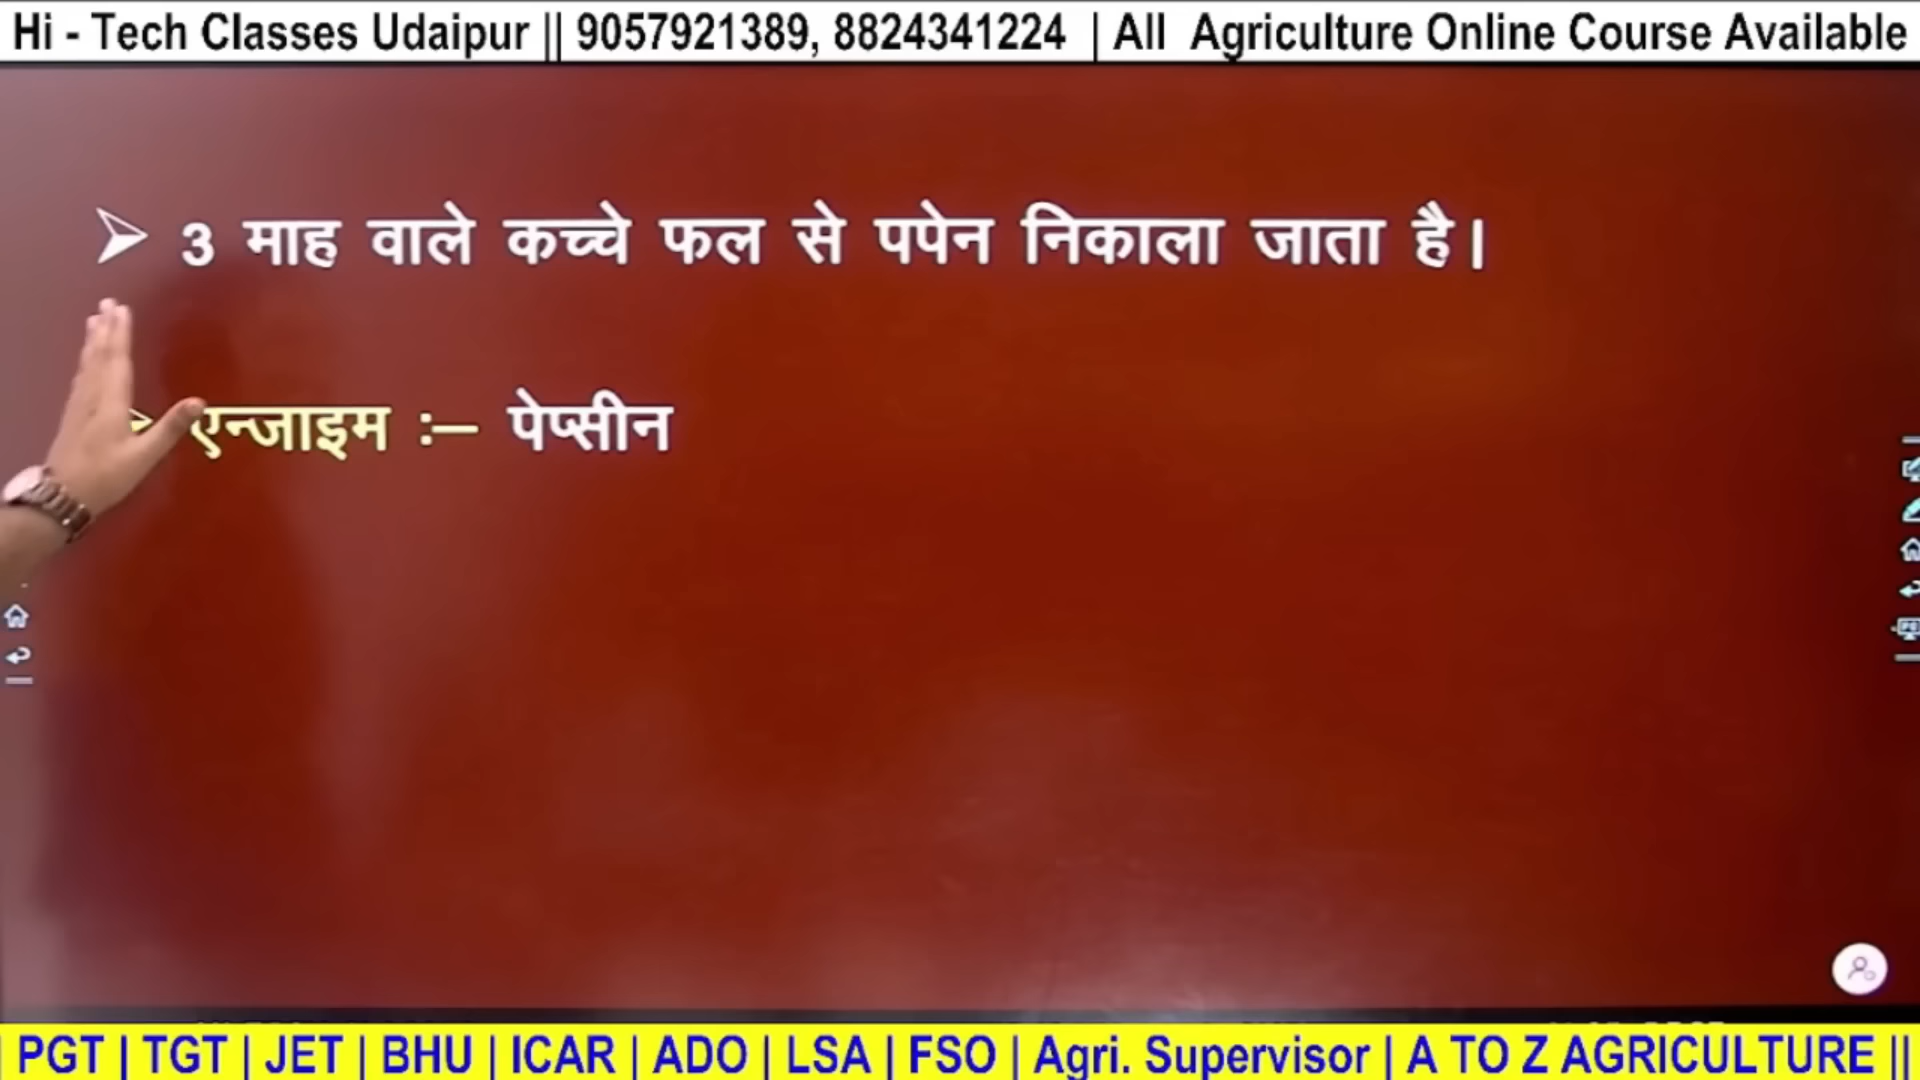 Hi - Tech Classes Udaipur || 9057921389, 8824341224 | All Agriculture Online Course Available
➢ 3 माह वाले कच्चे फल से पपेन निकाला जाता है।
➢ एन्जाइम :– पेप्सीन
| PGT | TGT | JET | BHU | ICAR | ADO | LSA | FSO | Agri. Supervisor | A TO Z AGRICULTURE ||